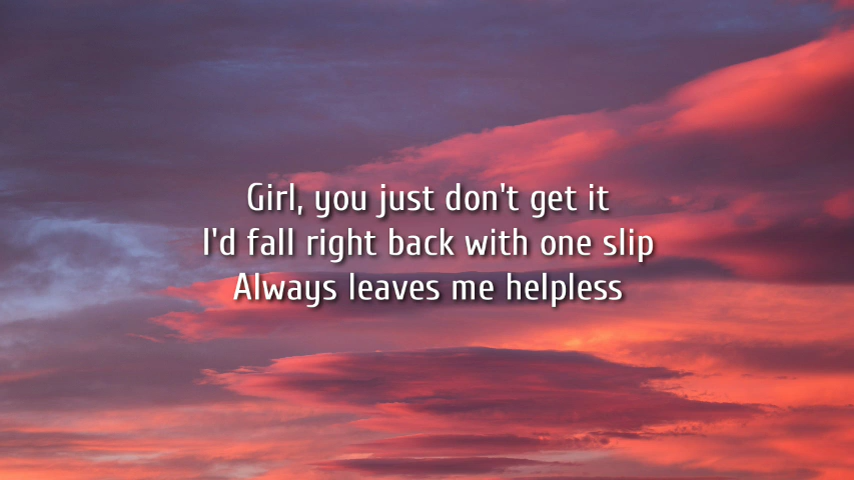 Girl, you just don't get it
I'd fall right back with one slip
Always leaves me helpless